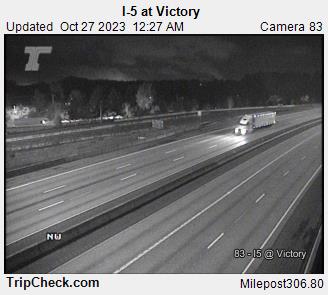 I-5 at Victory
Updated Oct 27 2023 12:27 AM Camera 83
T
NW
83 - I5 @ Victory
TripCheck.com Milepost306.80